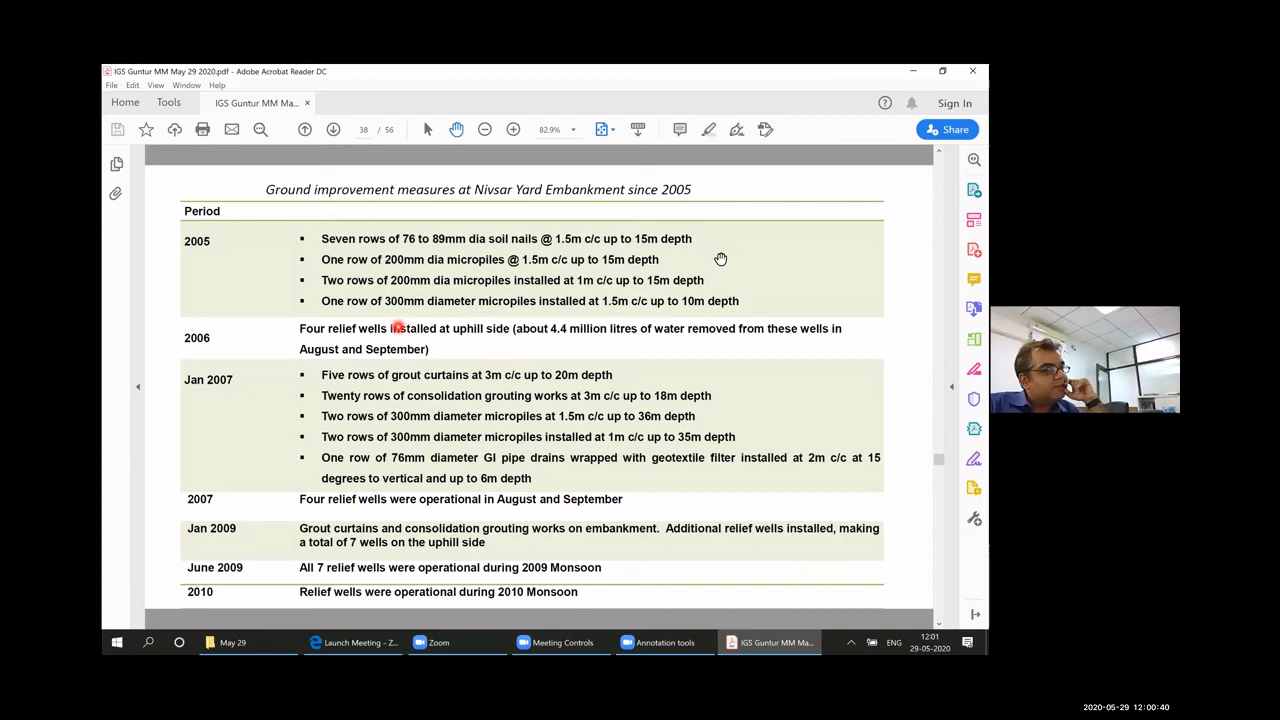 IGS Guntur MM May 29 2020.pdf - Adobe Acrobat Reader DC
File Edit View Window Help
Home Tools IGS Guntur MM Ma... × Sign In
38 / 56 82.9% Share
Ground improvement measures at Nivsar Yard Embankment since 2005
Period
2005
▪ Seven rows of 76 to 89mm dia soil nails @ 1.5m c/c up to 15m depth
▪ One row of 200mm dia micropiles @ 1.5m c/c up to 15m depth
▪ Two rows of 200mm dia micropiles installed at 1m c/c up to 15m depth
▪ One row of 300mm diameter micropiles installed at 1.5m c/c up to 10m depth
2006
Four relief wells installed at uphill side (about 4.4 million litres of water removed from these wells in
August and September)
Jan 2007
▪ Five rows of grout curtains at 3m c/c up to 20m depth
▪ Twenty rows of consolidation grouting works at 3m c/c up to 18m depth
▪ Two rows of 300mm diameter micropiles at 1.5m c/c up to 36m depth
▪ Two rows of 300mm diameter micropiles installed at 1m c/c up to 35m depth
▪ One row of 76mm diameter GI pipe drains wrapped with geotextile filter installed at 2m c/c at 15
degrees to vertical and up to 6m depth
2007 Four relief wells were operational in August and September
Jan 2009 Grout curtains and consolidation grouting works on embankment. Additional relief wells installed, making
a total of 7 wells on the uphill side
June 2009 All 7 relief wells were operational during 2009 Monsoon
2010 Relief wells were operational during 2010 Monsoon
May 29 Launch Meeting - Z... Zoom Meeting Controls Annotation tools IGS Guntur MM Ma... ENG 12:01
29-05-2020
2020-05-29 12:00:40